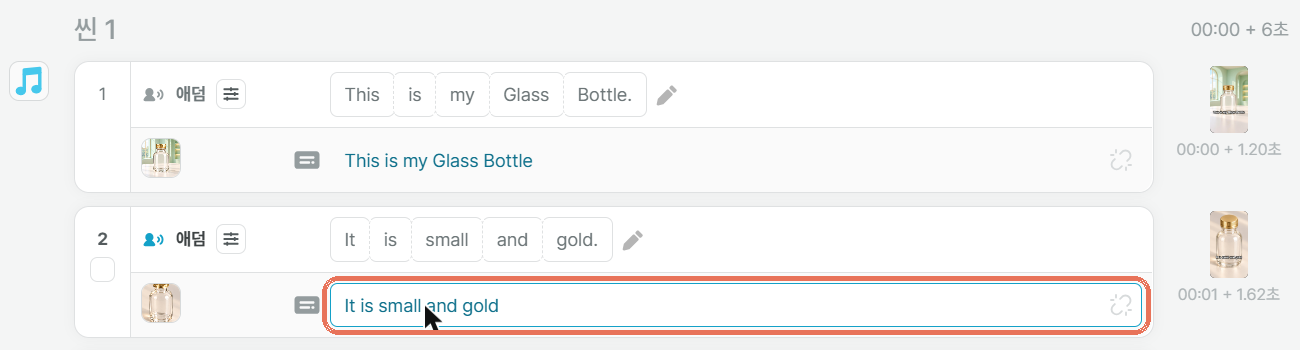 씬 1
00:00 + 6초
1 애덤 This is my Glass Bottle.
This is my Glass Bottle
00:00 + 1.20초
2 애덤 It is small and gold.
It is small and gold
00:01 + 1.62초